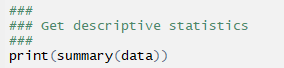 ###
### Get descriptive statistics
###
print(summary(data))